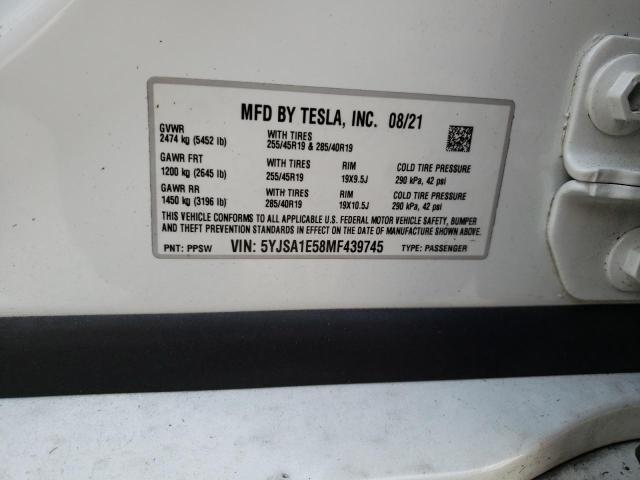 MFD BY TESLA, INC. 08/21
GVWR
2474 kg (5452 lb)
WITH TIRES
255/45R19 & 285/40R19
GAWR FRT
1200 kg (2645 lb)
WITH TIRES
255/45R19
RIM
19X9.5J
COLD TIRE PRESSURE
290 kPa, 42 psi
GAWR RR
1450 kg (3196 lb)
WITH TIRES
285/40R19
RIM
19X10.5J
COLD TIRE PRESSURE
290 kPa, 42 psi
THIS VEHICLE CONFORMS TO ALL APPLICABLE U.S. FEDERAL MOTOR VEHICLE SAFETY, BUMPER
AND THEFT PREVENTION STANDARDS IN EFFECT ON THE DATE OF MANUFACTURE SHOWN ABOVE.
PNT: PPSW VIN: 5YJSA1E58MF439745 TYPE: PASSENGER